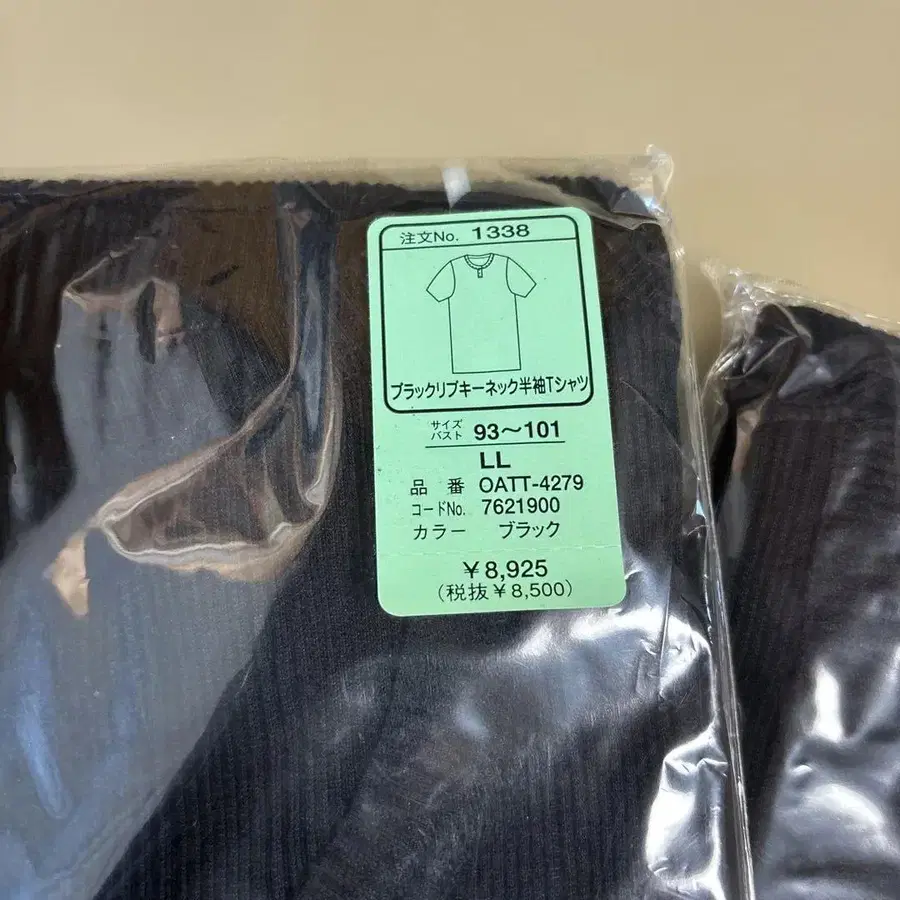 注文No. 1338
ブラックリブキーネック半袖Tシャツ
サイズ
バスト 93〜101
LL
品 番 OATT-4279
コードNo. 7621900
カラー ブラック
¥8,925
(税抜¥8,500)